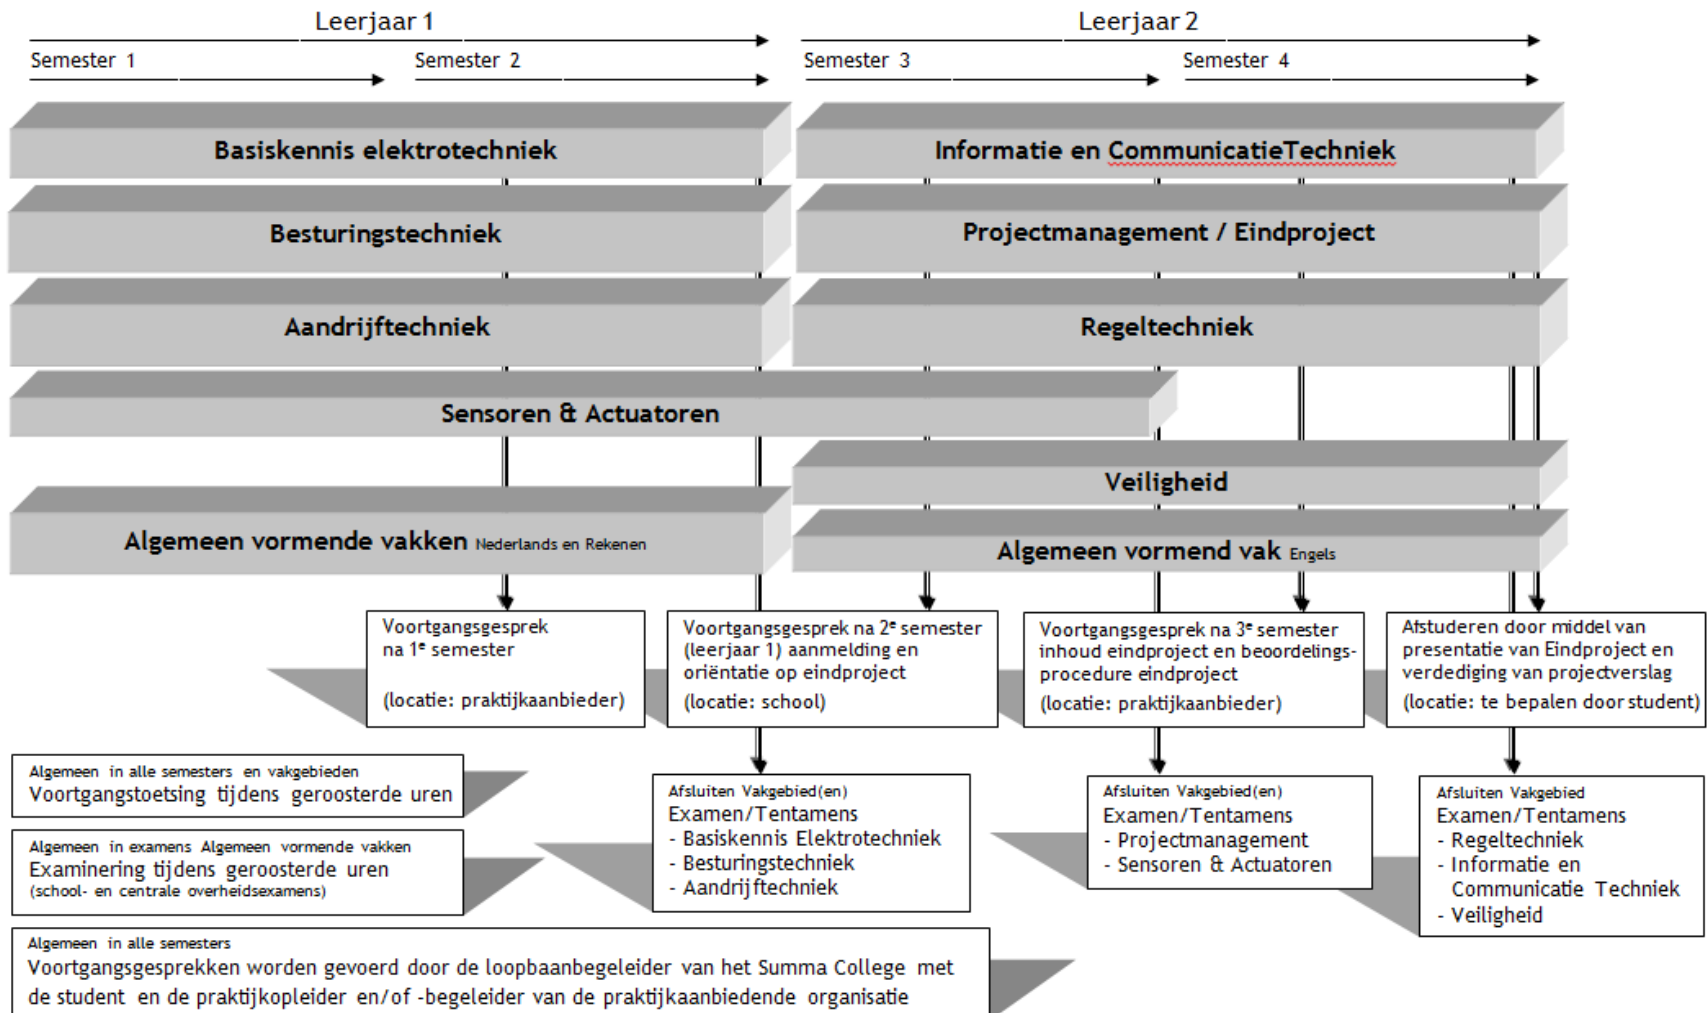 Leerjaar 1
Leerjaar 2
Semester 1
Semester 2
Semester 3
Semester 4
Basiskennis elektrotechniek
Informatie en CommunicatieTechniek
Besturingstechniek
Projectmanagement / Eindproject
Aandrijftechniek
Regeltechniek
Sensoren & Actuatoren
Veiligheid
Algemeen vormende vakken Nederlands en Rekenen
Algemeen vormend vak Engels
Voortgangsgesprek
na 1e semester
(locatie: praktijkaanbieder)
Voortgangsgesprek na 2e semester
(leerjaar 1) aanmelding en
oriëntatie op eindproject
(locatie: school)
Voortgangsgesprek na 3e semester
inhoud eindproject en beoordelings-
procedure eindproject
(locatie: praktijkaanbieder)
Afstuderen door middel van
presentatie van Eindproject en
verdediging van projectverslag
(locatie: te bepalen door student)
Algemeen in alle semesters en vakgebieden
Voortgangstoetsing tijdens geroosterde uren
Algemeen in examens Algemeen vormende vakken
Examinering tijdens geroosterde uren
(school- en centrale overheidsexamens)
Afsluiten Vakgebied(en)
Examen/Tentamens
- Basiskennis Elektrotechniek
- Besturingstechniek
- Aandrijftechniek
Afsluiten Vakgebied(en)
Examen/Tentamens
- Projectmanagement
- Sensoren & Actuatoren
Afsluiten Vakgebied
Examen/Tentamens
- Regeltechniek
- Informatie en
Communicatie Techniek
- Veiligheid
Algemeen in alle semesters
Voortgangsgesprekken worden gevoerd door de loopbaanbegeleider van het Summa College met
de student en de praktijkopleider en/of -begeleider van de praktijkaanbiedende organisatie